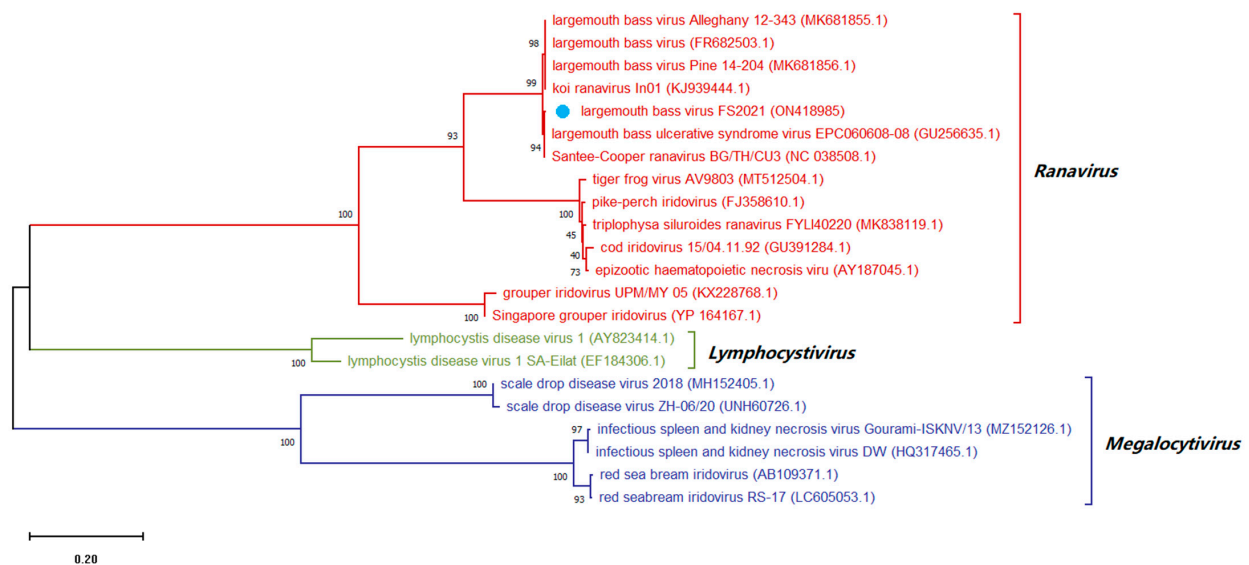 largemouth bass virus Alleghany 12-343 (MK681855.1)
98
largemouth bass virus (FR682503.1)
largemouth bass virus Pine 14-204 (MK681856.1)
99
koi ranavirus In01 (KJ939444.1)
largemouth bass virus FS2021 (ON418985)
93
largemouth bass ulcerative syndrome virus EPC060608-08 (GU256635.1)
94
Santee-Cooper ranavirus BG/TH/CU3 (NC 038508.1)
Ranavirus
tiger frog virus AV9803 (MT512504.1)
pike-perch iridovirus (FJ358610.1)
100
100
triplophysa siluroides ranavirus FYLI40220 (MK838119.1)
45
cod iridovirus 15/04.11.92 (GU391284.1)
40
epizootic haematopoietic necrosis viru (AY187045.1)
73
grouper iridovirus UPM/MY 05 (KX228768.1)
100
Singapore grouper iridovirus (YP 164167.1)
lymphocystis disease virus 1 (AY823414.1)
Lymphocystivirus
100
lymphocystis disease virus 1 SA-Eilat (EF184306.1)
100
scale drop disease virus 2018 (MH152405.1)
scale drop disease virus ZH-06/20 (UNH60726.1)
97
infectious spleen and kidney necrosis virus Gourami-ISKNV/13 (MZ152126.1)
100
Megalocytivirus
infectious spleen and kidney necrosis virus DW (HQ317465.1)
100
red sea bream iridovirus (AB109371.1)
93
red seabream iridovirus RS-17 (LC605053.1)
0.20